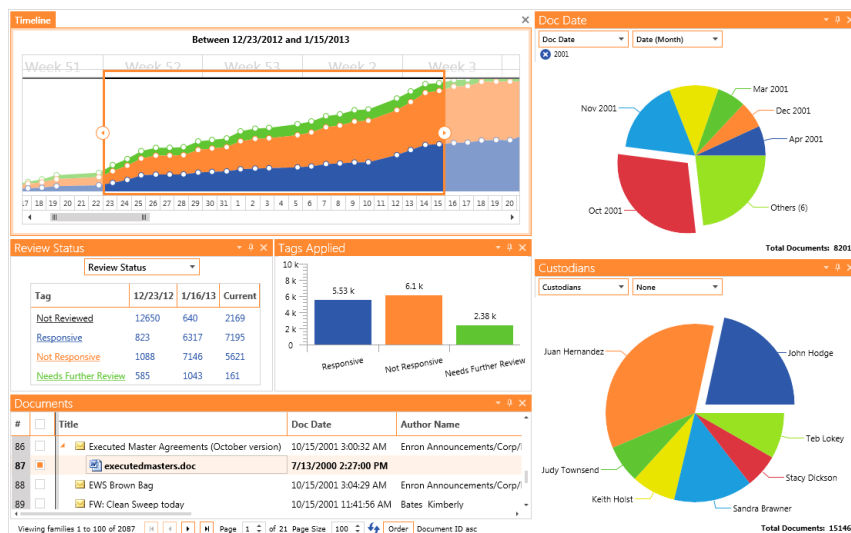 Timeline
Between 12/23/2012 and 1/15/2013
Week 51 Week 52 Week 53 Week 2 Week 3
17 18 19 20 21 22 23 24 25 26 27 28 29 30 31 1 2 3 4 5 6 7 8 9 10 11 12 13 14 15 16 17 18 19 20
Doc Date
Doc Date Date (Month)
2001
Mar 2001
Nov 2001
Dec 2001
Apr 2001
Oct 2001
Others (6)
Total Documents: 8201
Review Status
Review Status
Tag 12/23/12 1/16/13 Current
Not Reviewed 12650 640 2169
Responsive 823 6317 7195
Not Responsive 1088 7146 5621
Needs Further Review 585 1043 161
Tags Applied
10 k
8 k
6 k
4 k
2 k
0
5.53 k
6.1 k
2.38 k
Responsive
Not Responsive
Needs Further Review
Custodians
Custodians None
Juan Hernandez
John Hodge
Teb Lokey
Judy Townsend
Stacy Dickson
Keith Holst
Sandra Brawner
Total Documents: 15146
Documents
# Title Doc Date Author Name
86 Executed Master Agreements (October version) 10/15/2001 3:00:32 AM Enron Announcements/Corp/
87 executedmasters.doc 7/13/2000 2:27:00 PM
88 EWS Brown Bag 10/15/2001 3:04:29 AM Enron Announcements/Corp/
89 FW: Clean Sweep today 10/15/2001 11:41:56 AM Bates Kimberly
Viewing families 1 to 100 of 2087 Page 1 of 21 Page Size 100 Order Document ID asc